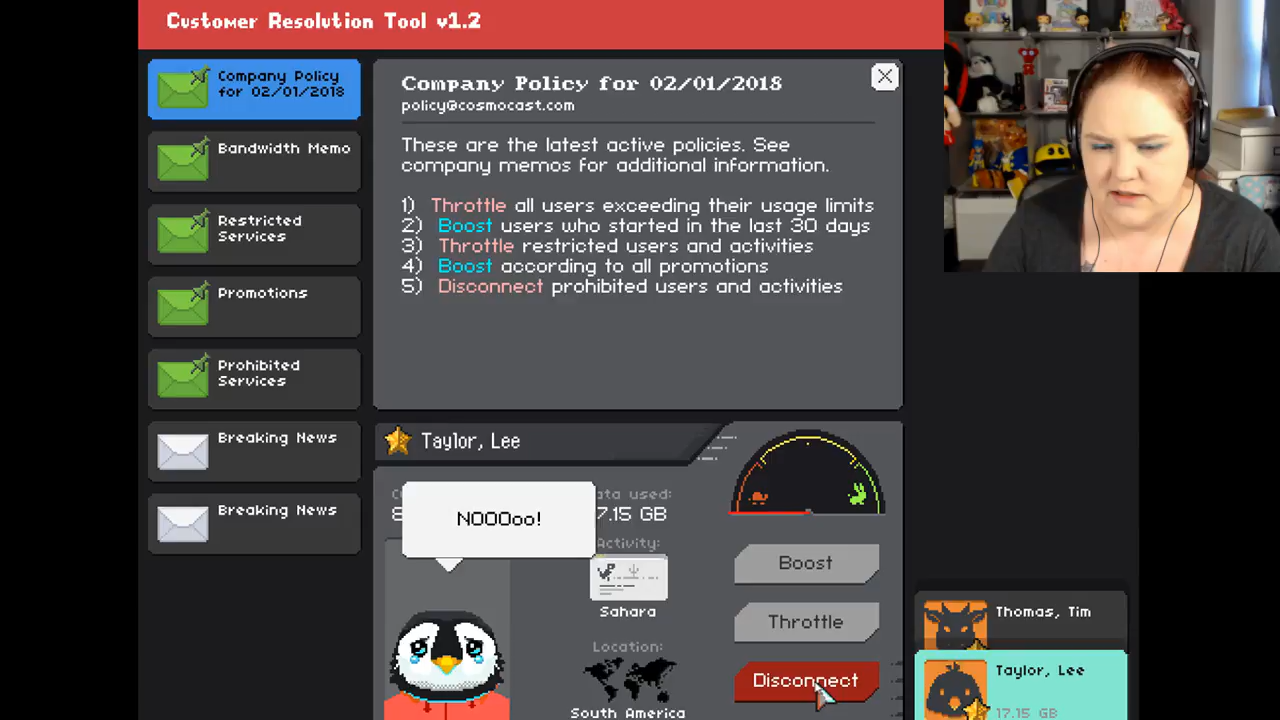 Customer Resolution Tool v1.2
Company Policy
for 02/01/2018
Bandwidth Memo
Restricted
Services
Promotions
Prohibited
Services
Breaking News
Breaking News
Company Policy for 02/01/2018
policy@cosmocast.com
These are the latest active policies. See
company memos for additional information.
1) Throttle all users exceeding their usage limits
2) Boost users who started in the last 30 days
3) Throttle restricted users and activities
4) Boost according to all promotions
5) Disconnect prohibited users and activities
Taylor, Lee
NOOOoo!
used:
7.15 GB
Activity:
Sahara
Location:
South America
Boost
Throttle
Disconnect
Thomas, Tim
Taylor, Lee
17.15 GB